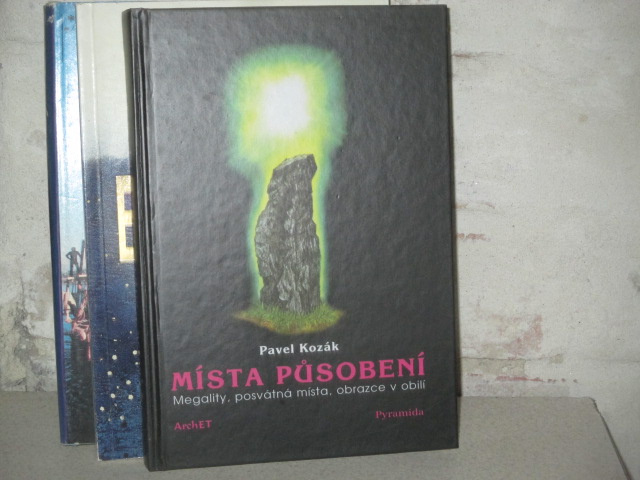 Pavel Kozák
MÍSTA PŮSOBENÍ
Megality, posvátná místa, obrazce v obilí
ArchET
Pyramida